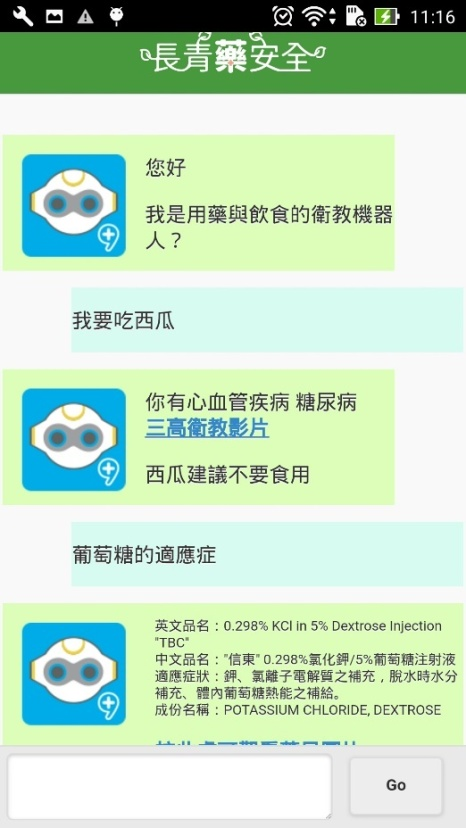 11:16
長青藥安全
您好
我是用藥與飲食的衛教機器
人？
我要吃西瓜
你有心血管疾病 糖尿病
三高衛教影片
西瓜建議不要食用
葡萄糖的適應症
英文品名：0.298% KCl in 5% Dextrose Injection
"TBC"
中文品名："信東" 0.298%氯化鉀/5%葡萄糖注射液
適應症狀：鉀、氯離子電解質之補充，脫水時水分
補充、體內葡萄糖熱能之補給。
成份名稱：POTASSIUM CHLORIDE, DEXTROSE
Go